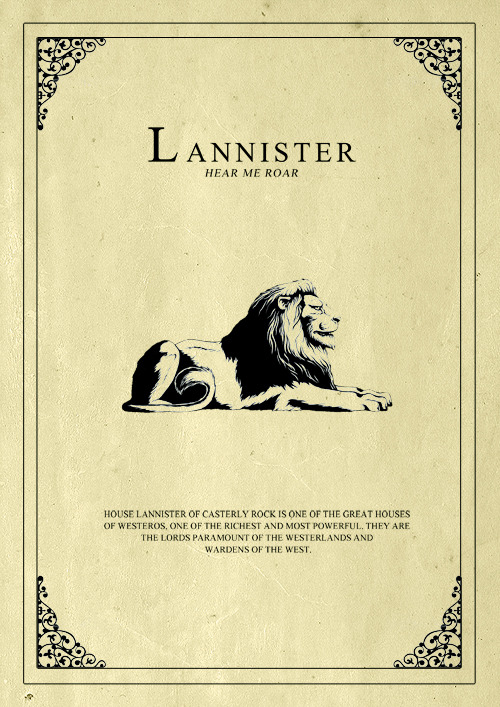 LANNISTER
HEAR ME ROAR
HOUSE LANNISTER OF CASTERLY ROCK IS ONE OF THE GREAT HOUSES
OF WESTEROS, ONE OF THE RICHEST AND MOST POWERFUL. THEY ARE
THE LORDS PARAMOUNT OF THE WESTERLANDS AND
WARDENS OF THE WEST.